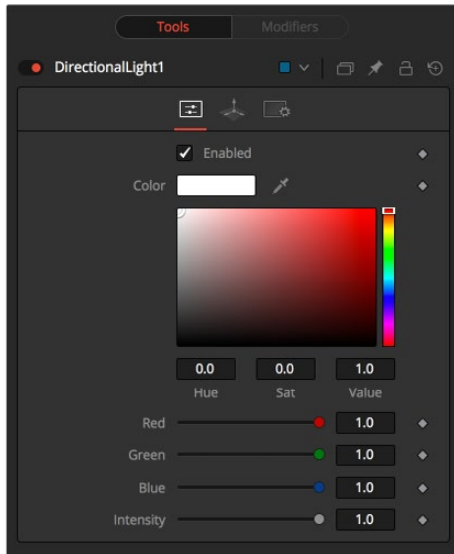 Tools Modifiers
DirectionalLight1
Enabled
Color
0.0 0.0 1.0
Hue Sat Value
Red 1.0
Green 1.0
Blue 1.0
Intensity 1.0